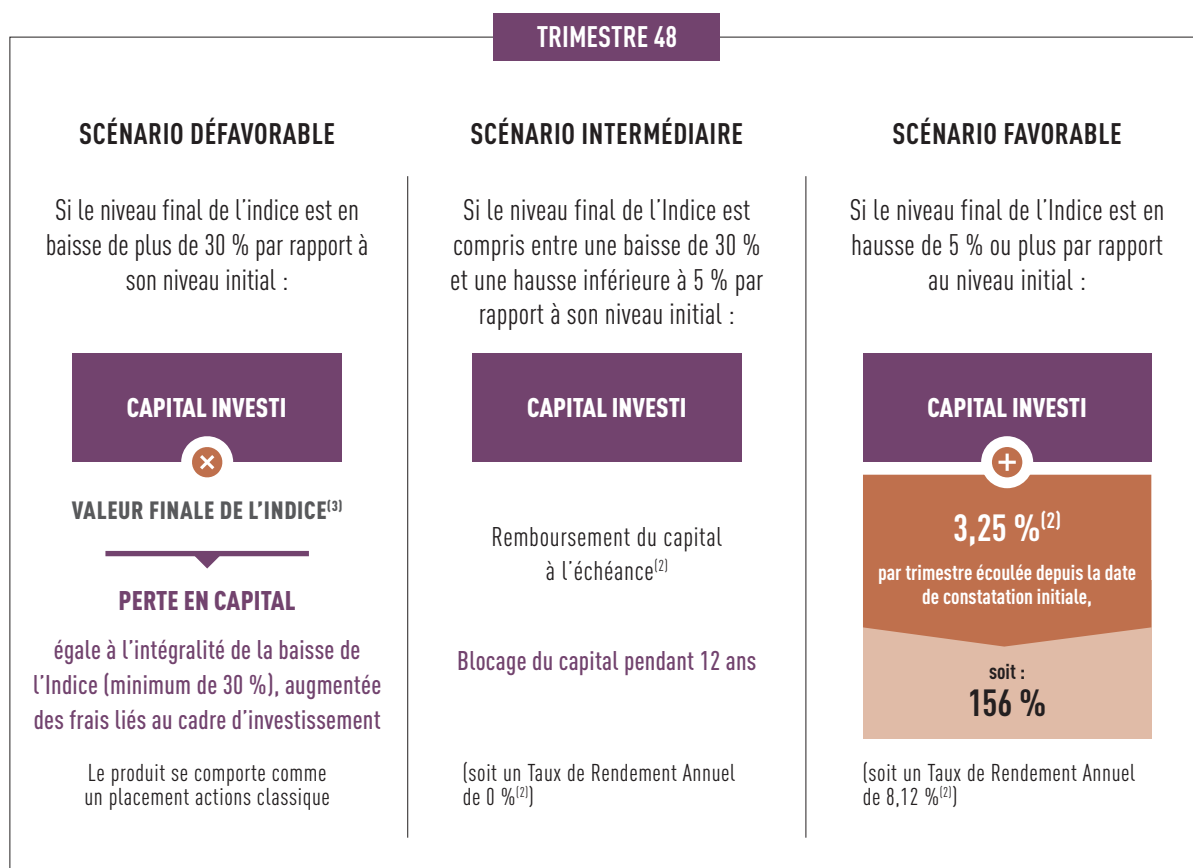 TRIMESTRE 48
SCÉNARIO DÉFAVORABLE
Si le niveau final de l'indice est en
baisse de plus de 30 % par rapport à
son niveau initial :
CAPITAL INVESTI
×
VALEUR FINALE DE L'INDICE(3)
PERTE EN CAPITAL
égale à l'intégralité de la baisse de
l'Indice (minimum de 30 %), augmentée
des frais liés au cadre d'investissement
Le produit se comporte comme
un placement actions classique
SCÉNARIO INTERMÉDIAIRE
Si le niveau final de l'Indice est
compris entre une baisse de 30 %
et une hausse inférieure à 5 % par
rapport à son niveau initial :
CAPITAL INVESTI
Remboursement du capital
à l'échéance(2)
Blocage du capital pendant 12 ans
(soit un Taux de Rendement Annuel
de 0 %(2))
SCÉNARIO FAVORABLE
Si le niveau final de l'Indice est en
hausse de 5 % ou plus par rapport
au niveau initial :
CAPITAL INVESTI
+
3,25 %(2)
par trimestre écoulée depuis la date
de constatation initiale,
soit :
156 %
(soit un Taux de Rendement Annuel
de 8,12 %(2))